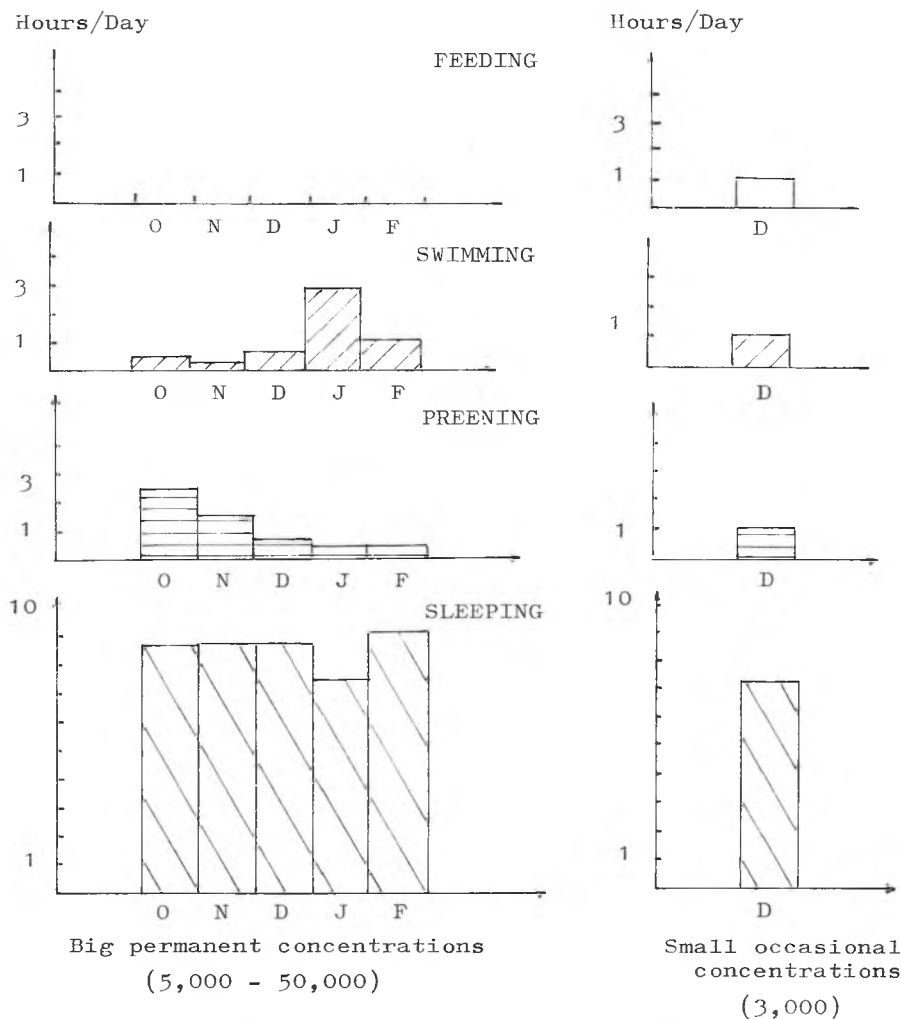 Hours/Day Hours/Day
FEEDING
3 3
1 1
O N D J F D
SWIMMING
3
1 1
O N D J F D
PREENING
3
1 1
O N D J F D
10 SLEEPING 10
1 1
O N D J F D
Big permanent concentrations
(5,000 - 50,000)
Small occasional
concentrations
(3,000)